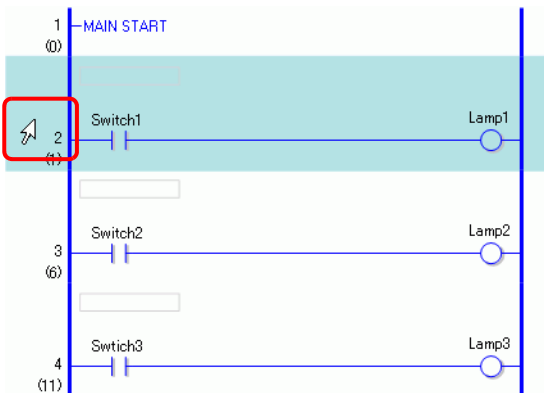 1 MAIN START
(0)
Switch1 Lamp1
2
(1)
Switch2 Lamp2
3
(6)
Swtich3 Lamp3
4
(11)